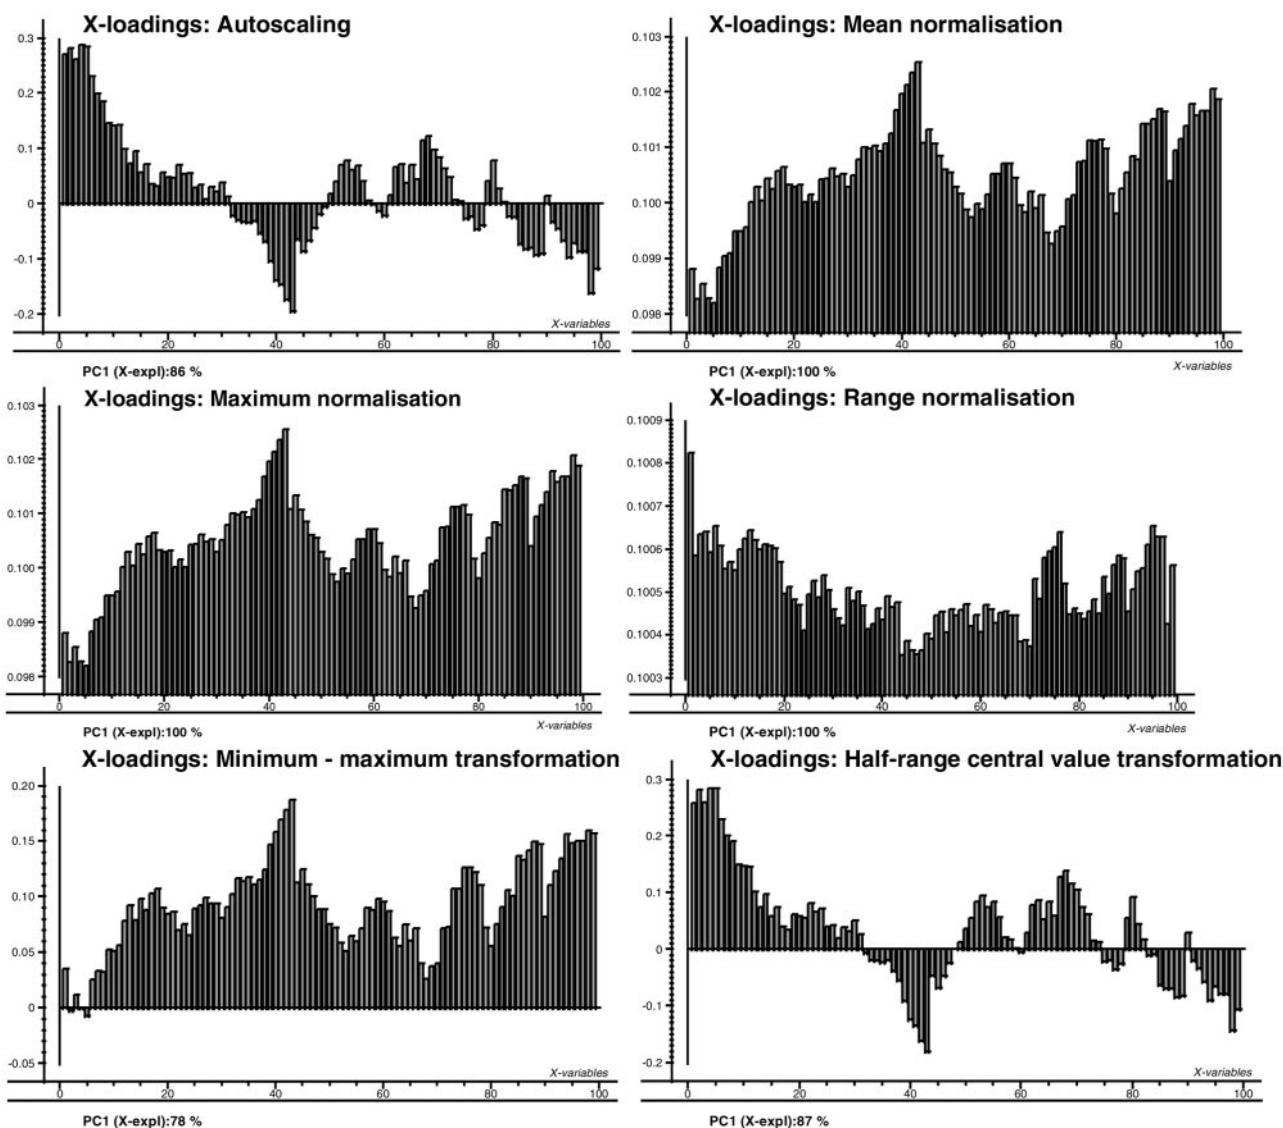 X-loadings: Autoscaling
0.3
0.2
0.1
0
-0.1
-0.2
X-variables
0 20 40 60 80 100
PC1 (X-expl):86 %
X-loadings: Mean normalisation
0.103
0.102
0.101
0.100
0.099
0.098
0 20 40 60 80 100
X-variables
PC1 (X-expl):100 %
X-loadings: Maximum normalisation
0.103
0.102
0.101
0.100
0.099
0.098
0 20 40 60 80 100
X-variables
PC1 (X-expl):100 %
X-loadings: Range normalisation
0.1009
0.1008
0.1007
0.1006
0.1005
0.1004
0.1003
0 20 40 60 80 100
X-variables
PC1 (X-expl):100 %
X-loadings: Minimum - maximum transformation
0.20
0.15
0.10
0.05
0
-0.05
X-variables
0 20 40 60 80 100
PC1 (X-expl):78 %
X-loadings: Half-range central value transformation
0.3
0.2
0.1
0
-0.1
-0.2
X-variables
0 20 40 60 80 100
PC1 (X-expl):87 %